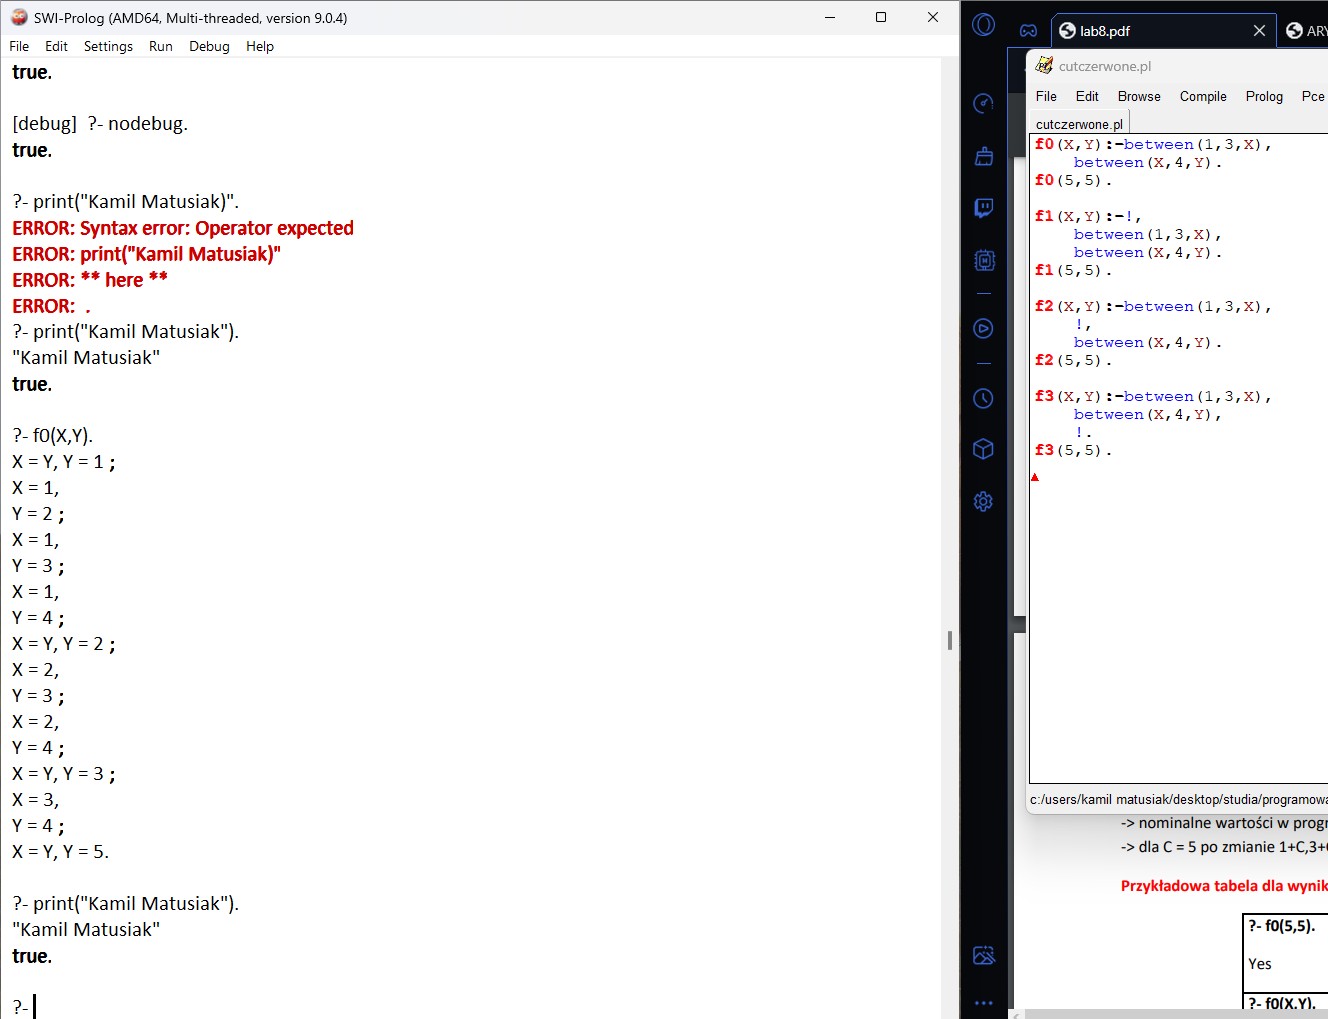 SWI-Prolog (AMD64, Multi-threaded, version 9.0.4)
File Edit Settings Run Debug Help
true.
[debug]  ?- nodebug.
true.
?- print("Kamil Matusiak)".
ERROR: Syntax error: Operator expected
ERROR: print("Kamil Matusiak)"
ERROR: ** here **
ERROR:  .
?- print("Kamil Matusiak").
"Kamil Matusiak"
true.
?- f0(X,Y).
X = Y, Y = 1 ;
X = 1,
Y = 2 ;
X = 1,
Y = 3 ;
X = 1,
Y = 4 ;
X = Y, Y = 2 ;
X = 2,
Y = 3 ;
X = 2,
Y = 4 ;
X = Y, Y = 3 ;
X = 3,
Y = 4 ;
X = Y, Y = 5.
?- print("Kamil Matusiak").
"Kamil Matusiak"
true.
?-
lab8.pdf
ARY
cutczerwone.pl
File Edit Browse Compile Prolog Pce
cutczerwone.pl
f0(X,Y):-between(1,3,X),
between(X,4,Y).
f0(5,5).
f1(X,Y):-!,
between(1,3,X),
between(X,4,Y).
f1(5,5).
f2(X,Y):-between(1,3,X),
!,
between(X,4,Y).
f2(5,5).
f3(X,Y):-between(1,3,X),
between(X,4,Y),
!.
f3(5,5).
c:/users/kamil matusiak/desktop/studia/programowa
-> nominalne wartości w progr
-> dla C = 5 po zmianie 1+C,3+
Przykładowa tabela dla wynik
?- f0(5,5).
Yes
?- f0(X,Y).